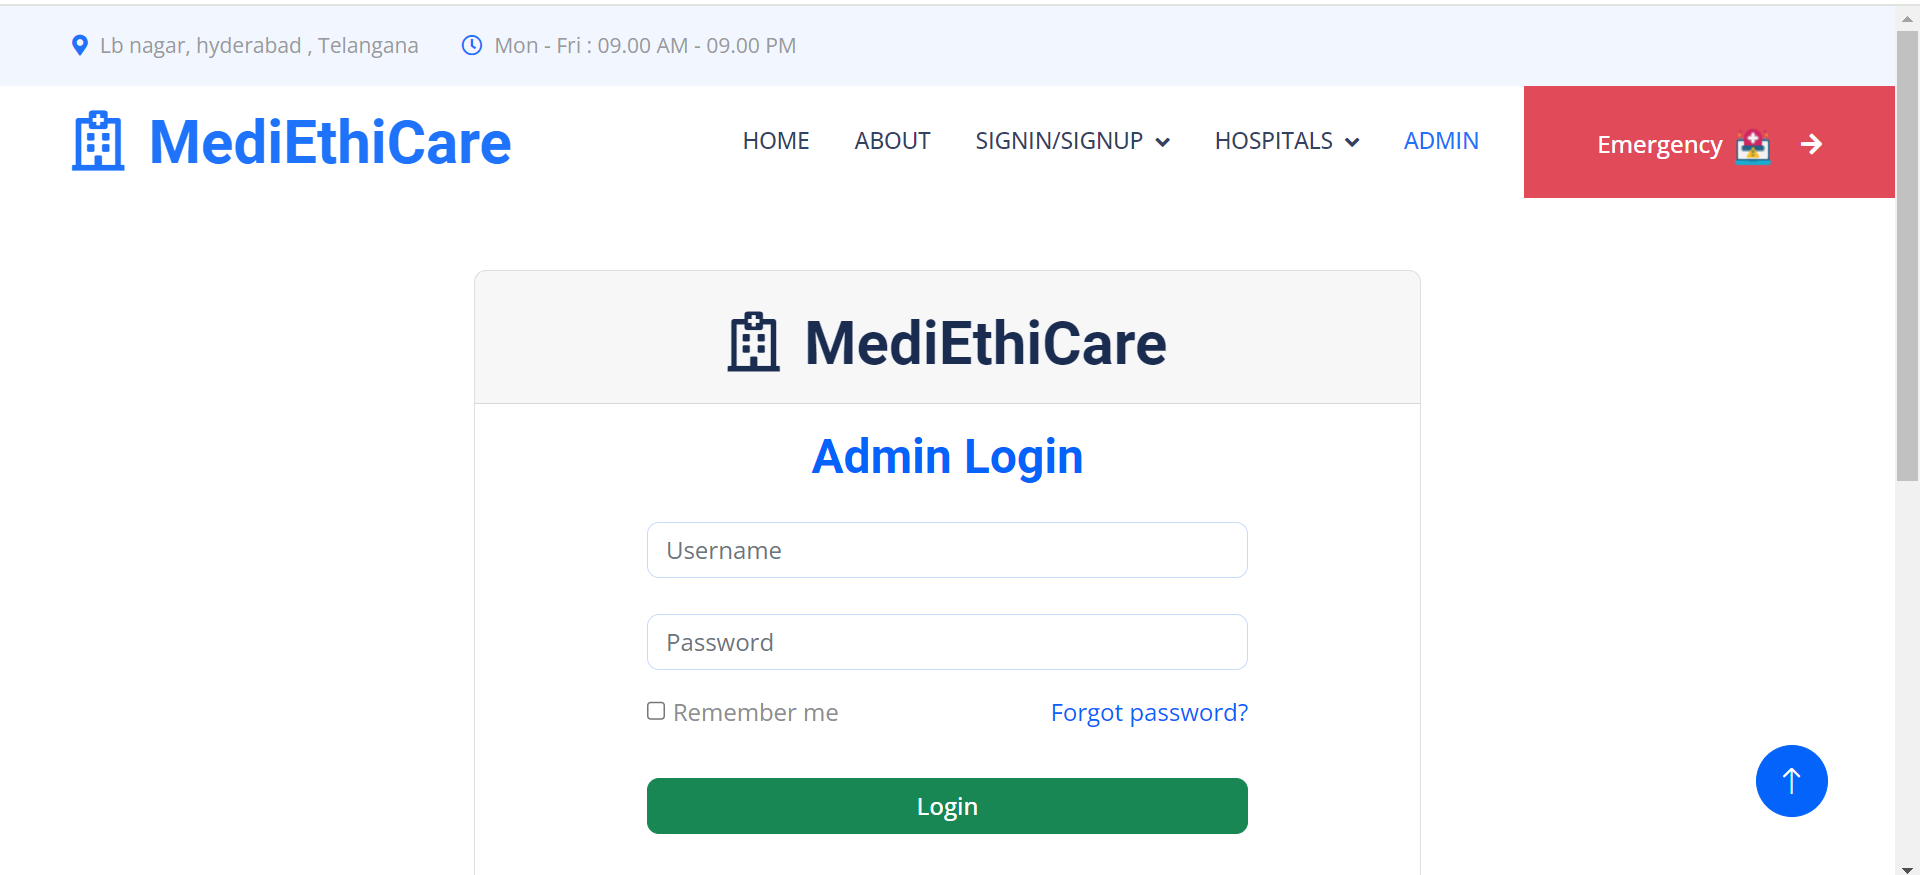 Lb nagar, hyderabad , Telangana
Mon - Fri : 09.00 AM - 09.00 PM
MediEthiCare
HOME
ABOUT
SIGNIN/SIGNUP
HOSPITALS
ADMIN
Emergency
MediEthiCare
Admin Login
Username
Password
Remember me
Forgot password?
Login